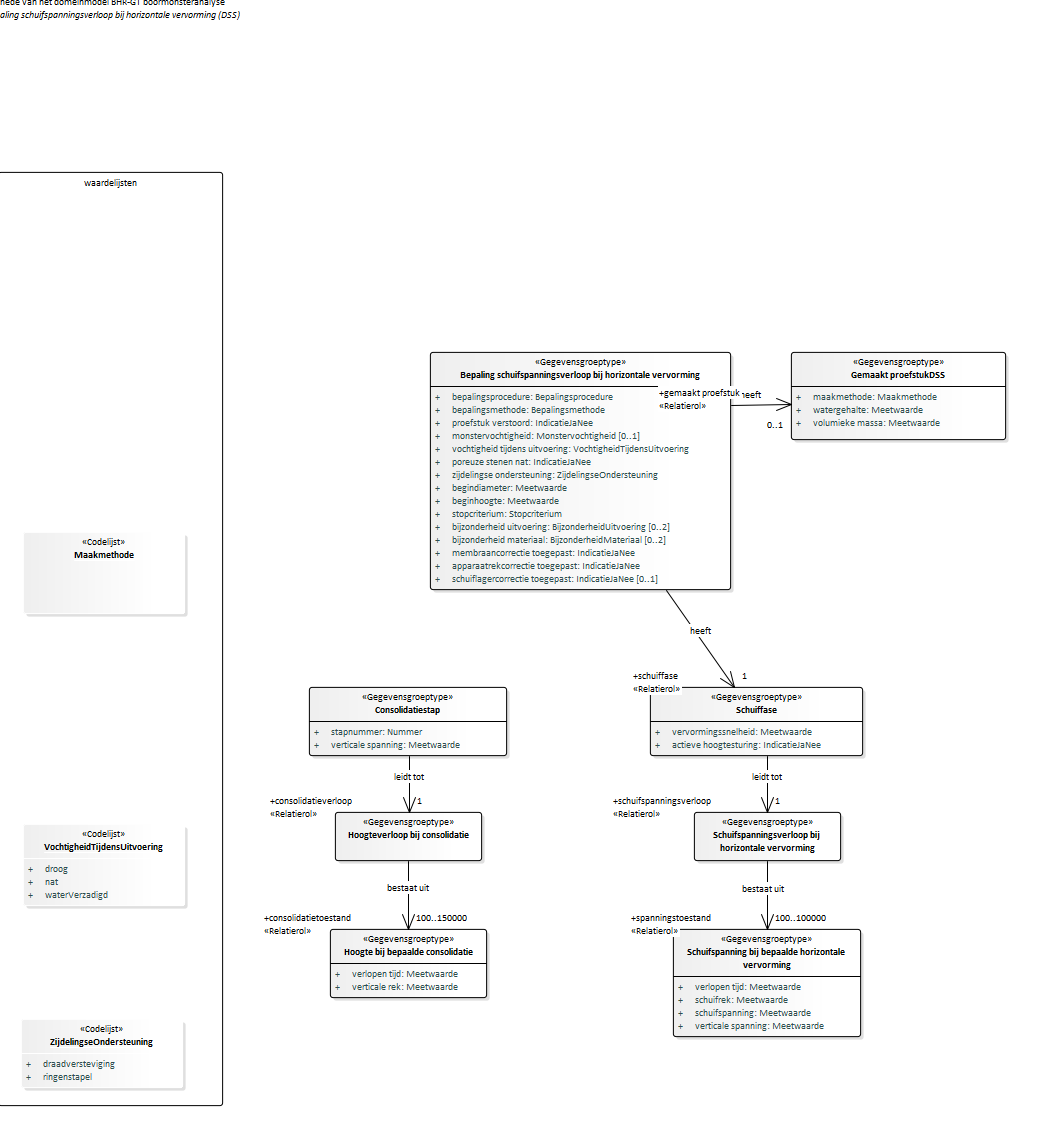 nede van het domeinmodel BHR-GT boormonsteranalyse
aling schuifspanningsverloop bij horizontale vervorming (DSS)
waardelijsten
«Codelijst»
Maakmethode
«Codelijst»
VochtigheidTijdensUitvoering
+ droog
+ nat
+ waterVerzadigd
«Codelijst»
ZijdelingseOndersteuning
+ draadversteviging
+ ringenstapel
«Gegevensgroeptype»
Bepaling schuifspanningsverloop bij horizontale vervorming
+ bepalingsprocedure: Bepalingsprocedure
+ bepalingsmethode: Bepalingsmethode
+ proefstuk verstoord: IndicatieJaNee
+ monstervochtigheid: Monstervochtigheid [0..1]
+ vochtigheid tijdens uitvoering: VochtigheidTijdensUitvoering
+ poreuze stenen nat: IndicatieJaNee
+ zijdelingse ondersteuning: ZijdelingseOndersteuning
+ begindiameter: Meetwaarde
+ beginhoogte: Meetwaarde
+ stopcriterium: Stopcriterium
+ bijzonderheid uitvoering: BijzonderheidUitvoering [0..2]
+ bijzonderheid materiaal: BijzonderheidMateriaal [0..2]
+ membraancorrectie toegepast: IndicatieJaNee
+ apparaatrekcorrectie toegepast: IndicatieJaNee
+ schuiflagercorrectie toegepast: IndicatieJaNee [0..1]
+gemaakt proefstuk heeft
«Relatierol»
0..1
«Gegevensgroeptype»
Gemaakt proefstukDSS
+ maakmethode: Maakmethode
+ watergehalte: Meetwaarde
+ volumieke massa: Meetwaarde
heeft
+schuiffase
«Relatierol»
1
«Gegevensgroeptype»
Consolidatiestap
+ stapnummer: Nummer
+ verticale spanning: Meetwaarde
leidt tot
+consolidatieverloop
«Relatierol»
1
«Gegevensgroeptype»
Hoogteverloop bij consolidatie
bestaat uit
+consolidatietoestand
«Relatierol»
100..150000
«Gegevensgroeptype»
Hoogte bij bepaalde consolidatie
+ verlopen tijd: Meetwaarde
+ verticale rek: Meetwaarde
«Gegevensgroeptype»
Schuiffase
+ vervormingssnelheid: Meetwaarde
+ actieve hoogtesturing: IndicatieJaNee
leidt tot
+schuifspanningsverloop
«Relatierol»
1
«Gegevensgroeptype»
Schuifspanningsverloop bij
horizontale vervorming
bestaat uit
+spanningstoestand
«Relatierol»
100..100000
«Gegevensgroeptype»
Schuifspanning bij bepaalde horizontale
vervorming
+ verlopen tijd: Meetwaarde
+ schuifrek: Meetwaarde
+ schuifspanning: Meetwaarde
+ verticale spanning: Meetwaarde